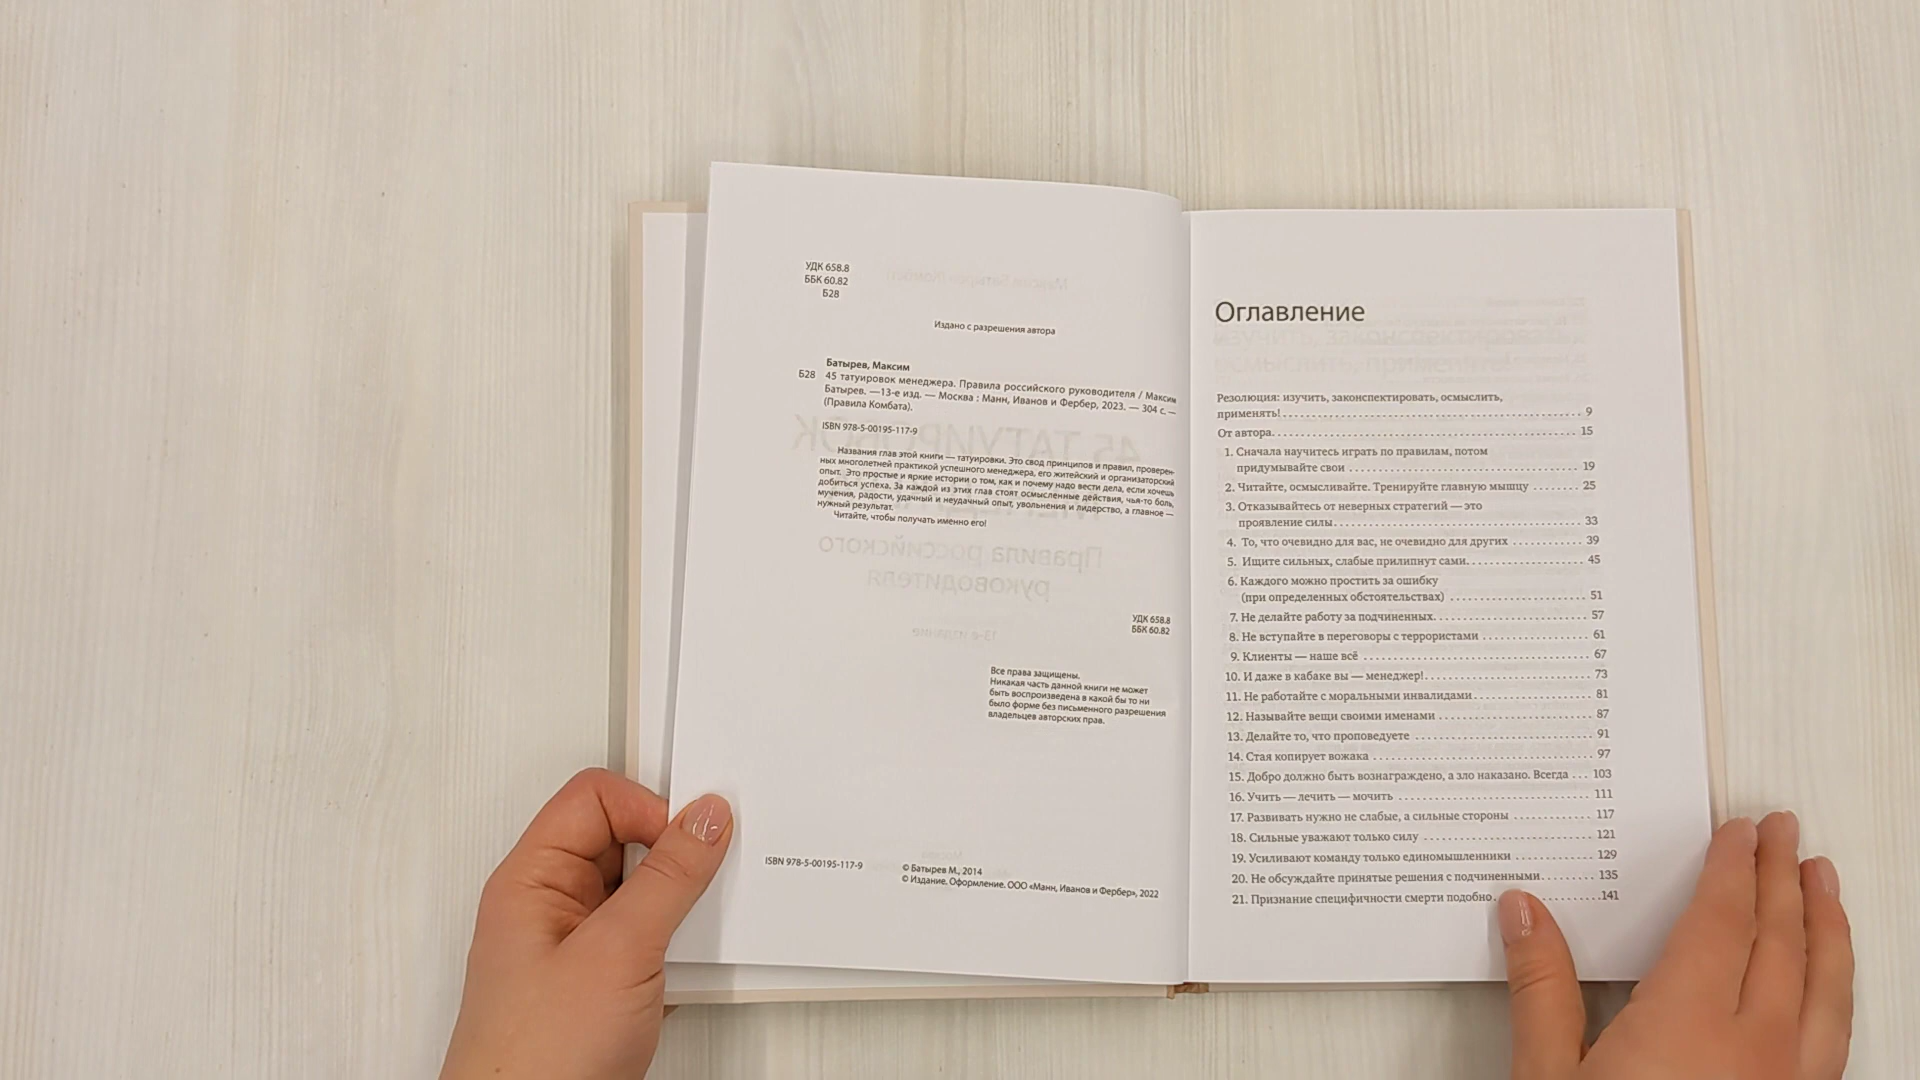 УДК 658.8
ББК 60.82
Б28
Издано с разрешения автора
Батырев, Максим
Б28 45 татуировок менеджера. Правила российского руководителя / Максим
Батырев. —13-е изд. — Москва : Манн, Иванов и Фербер, 2023. — 304 с. —
(Правила Комбата).
ISBN 978-5-00195-117-9
Названия глав этой книги — татуировки. Это свод принципов и правил, проверен-
ных многолетней практикой успешного менеджера, его житейский и организаторский
опыт. Это простые и яркие истории о том, как и почему надо вести дела, если хочешь
добиться успеха. За каждой из этих глав стоят осмысленные действия, чья-то боль,
мучения, радости, удачный и неудачный опыт, увольнения и лидерство, а главное —
нужный результат.
Читайте, чтобы получать именно его!
УДК 658.8
ББК 60.82
Все права защищены.
Никакая часть данной книги не может
быть воспроизведена в какой бы то ни
было форме без письменного разрешения
владельцев авторских прав.
ISBN 978-5-00195-117-9
© Батырев М., 2014
© Издание. Оформление. ООО «Манн, Иванов и Фербер», 2022
Оглавление
Резолюция: изучить, законспектировать, осмыслить,
применять! 9
От автора 15
1. Сначала научитесь играть по правилам, потом
придумывайте свои 19
2. Читайте, осмысливайте. Тренируйте главную мышцу 25
3. Отказывайтесь от неверных стратегий — это
проявление силы 33
4. То, что очевидно для вас, не очевидно для других 39
5. Ищите сильных, слабые прилипнут сами 45
6. Каждого можно простить за ошибку
(при определенных обстоятельствах) 51
7. Не делайте работу за подчиненных 57
8. Не вступайте в переговоры с террористами 61
9. Клиенты — наше всё 67
10. И даже в кабаке вы — менеджер! 73
11. Не работайте с моральными инвалидами 81
12. Называйте вещи своими именами 87
13. Делайте то, что проповедуете 91
14. Стая копирует вожака 97
15. Добро должно быть вознаграждено, а зло наказано. Всегда 103
16. Учить — лечить — мочить 111
17. Развивать нужно не слабые, а сильные стороны 117
18. Сильные уважают только силу 121
19. Усиливают команду только единомышленники 129
20. Не обсуждайте принятые решения с подчиненными 135
21. Признание специфичности смерти подобно 141